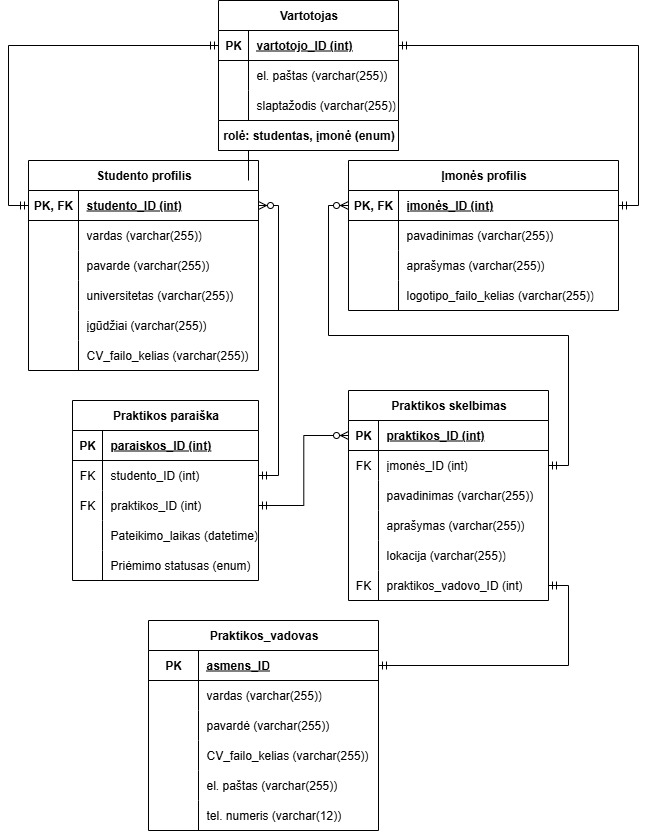 Vartotojas
PK vartotojo_ID (int)
el. paštas (varchar(255))
slaptažodis (varchar(255))
rolė: studentas, įmonė (enum)
Studento profilis
PK, FK studento_ID (int)
vardas (varchar(255))
pavarde (varchar(255))
universitetas (varchar(255))
įgūdžiai (varchar(255))
CV_failo_kelias (varchar(255))
Įmonės profilis
PK, FK įmonės_ID (int)
pavadinimas (varchar(255))
aprašymas (varchar(255))
logotipo_failo_kelias (varchar(255))
Praktikos paraiška
PK paraiskos_ID (int)
FK studento_ID (int)
FK praktikos_ID (int)
Pateikimo_laikas (datetime)
Priėmimo statusas (enum)
Praktikos skelbimas
PK praktikos_ID (int)
FK įmonės_ID (int)
pavadinimas (varchar(255))
aprašymas (varchar(255))
lokacija (varchar(255))
FK praktikos_vadovo_ID (int)
Praktikos_vadovas
PK asmens_ID
vardas (varchar(255))
pavardė (varchar(255))
CV_failo_kelias (varchar(255))
el. paštas (varchar(255))
tel. numeris (varchar(12))